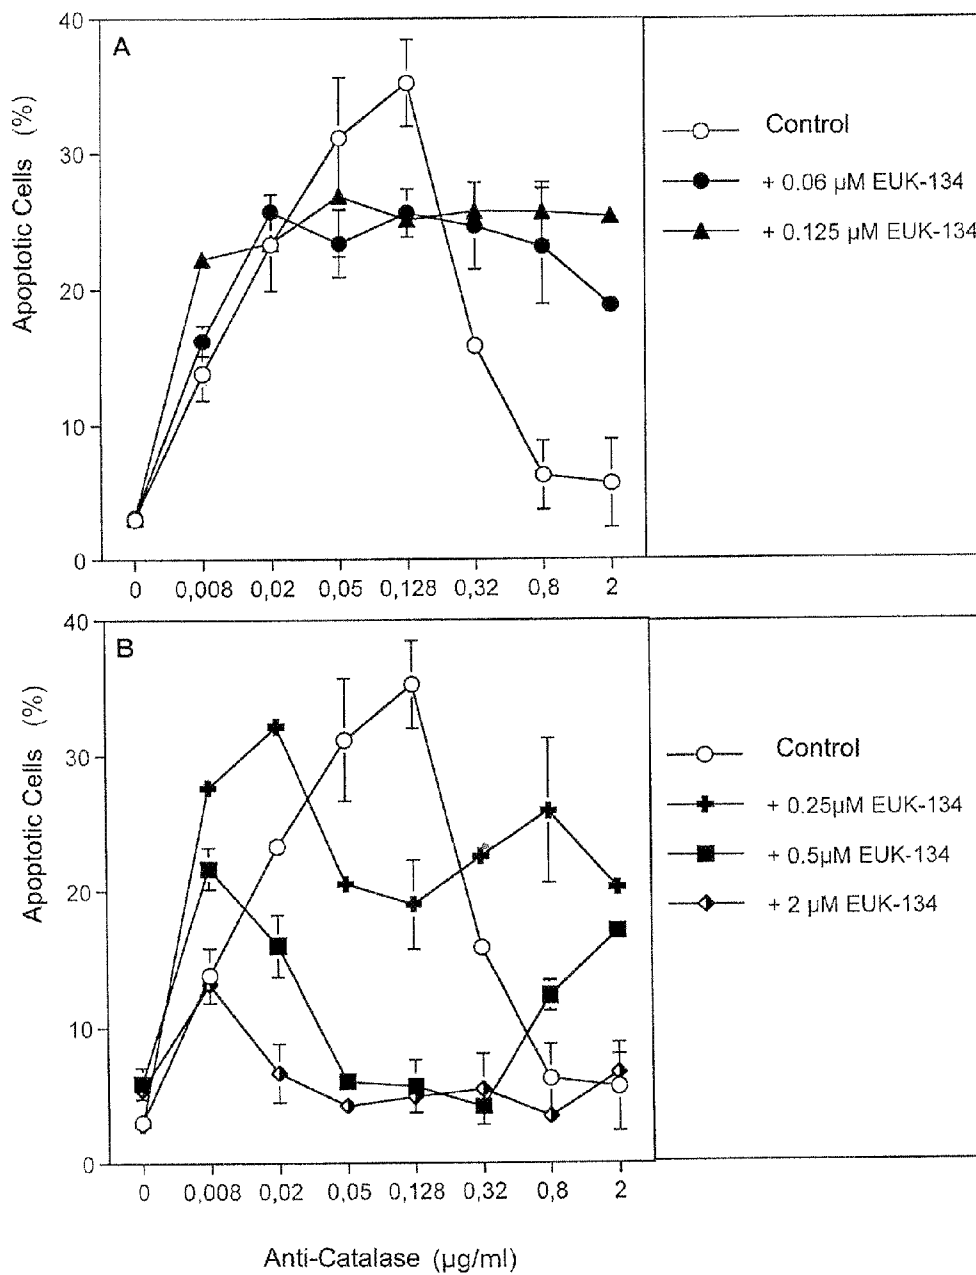 A
40
30
20
10
0
Apoptotic Cells (%)
0 0,008 0,02 0,05 0,128 0,32 0,8 2
Control
+ 0.06 µM EUK-134
+ 0.125 µM EUK-134
B
40
30
20
10
0
Apoptotic Cells (%)
0 0,008 0,02 0,05 0,128 0,32 0,8 2
Control
+ 0.25µM EUK-134
+ 0.5µM EUK-134
+ 2 µM EUK-134
Anti-Catalase (µg/ml)